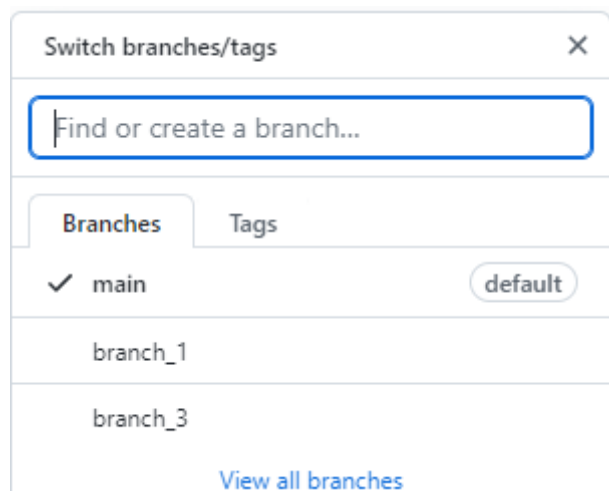 Switch branches/tags
Find or create a branch...
Branches Tags
main default
branch_1
branch_3
View all branches